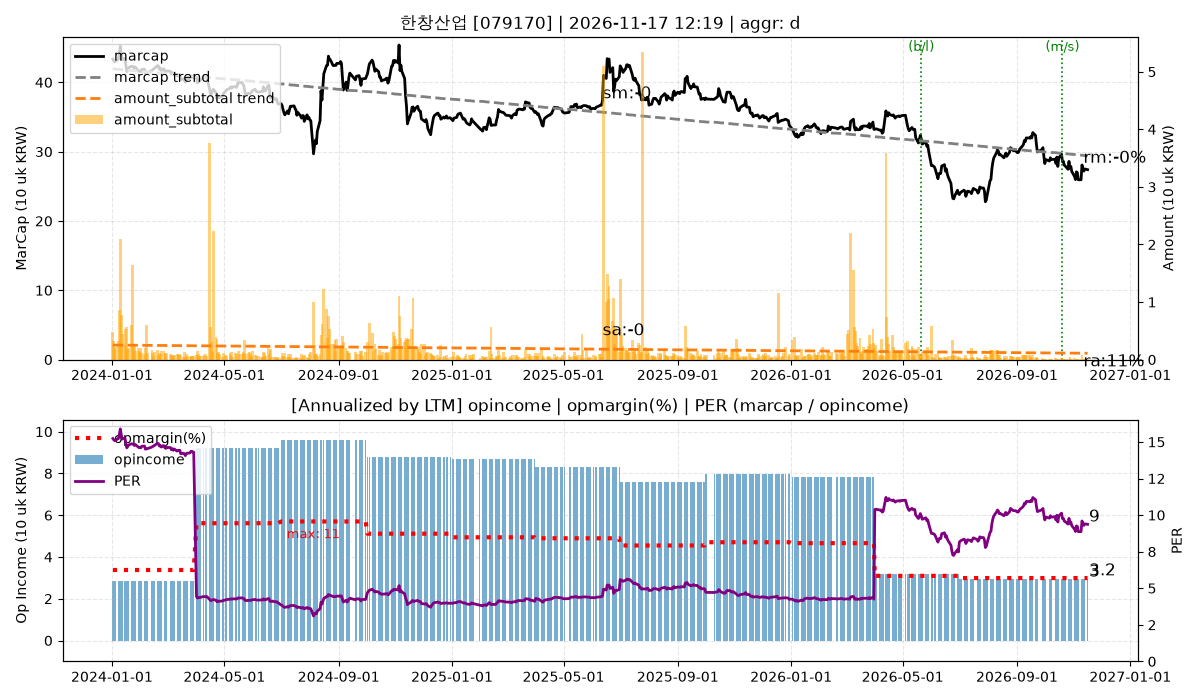 한창산업 [079170] | 2026-11-17 12:19 | aggr: d
marcap
marcap trend
amount_subtotal trend
amount_subtotal
(b/l)
(m/s)
sm:-0
rm:-0%
sa:-0
ra:11%
MarCap (10 uk KRW)
40
30
20
10
0
Amount (10 uk KRW)
5
4
3
2
1
0
2024-01-01 2024-05-01 2024-09-01 2025-01-01 2025-05-01 2025-09-01 2026-01-01 2026-05-01 2026-09-01 2027-01-01
[Annualized by LTM] opincome | opmargin(%) | PER (marcap / opincome)
opmargin(%)
opincome
PER
max: 11
9
3
3.2
Op Income (10 uk KRW)
10
8
6
4
2
0
PER
15
12
10
8
5
2
0
2024-01-01 2024-05-01 2024-09-01 2025-01-01 2025-05-01 2025-09-01 2026-01-01 2026-05-01 2026-09-01 2027-01-01